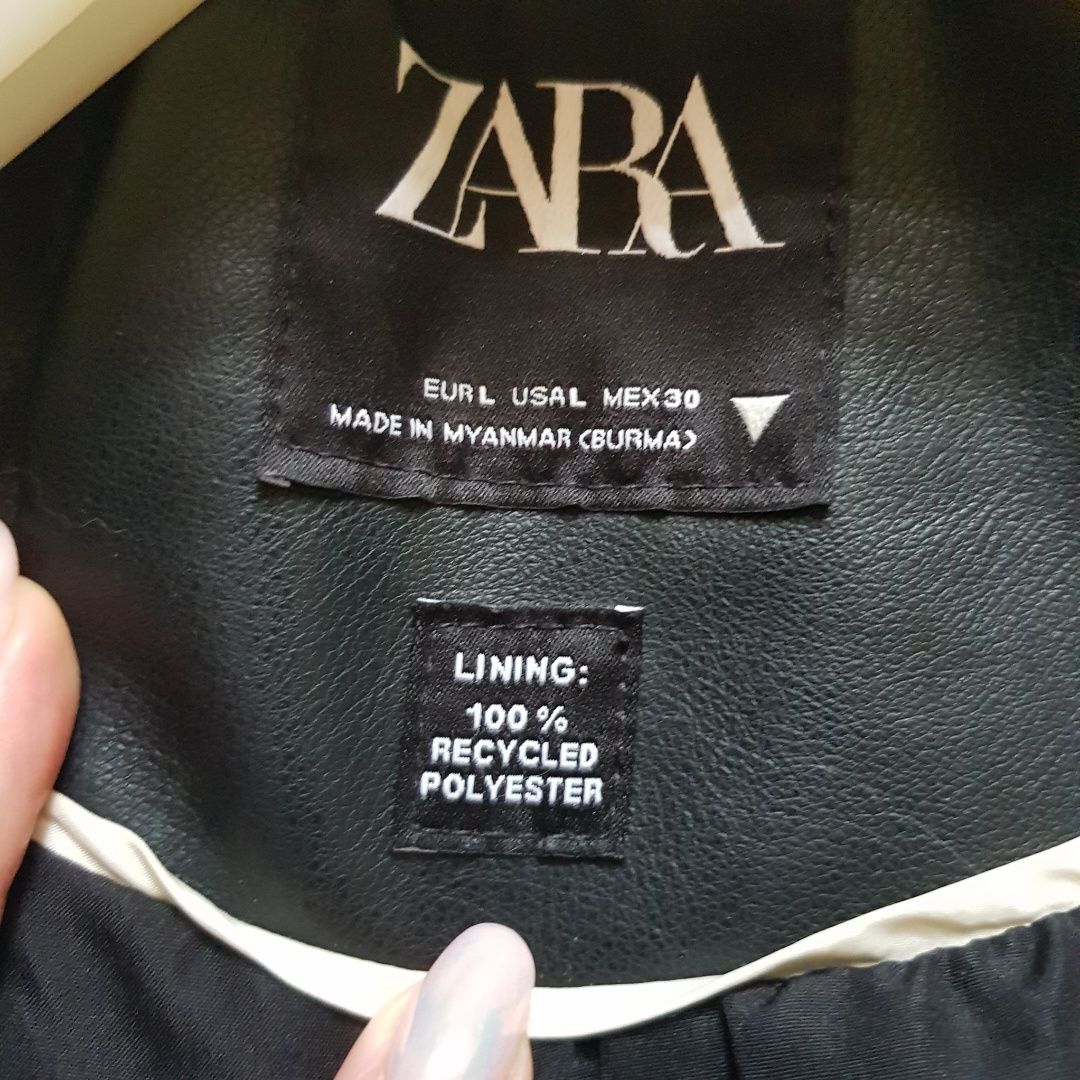 ZARA
EUR L USA L MEX 30
MADE IN MYANMAR (BURMA)
LINING:
100 %
RECYCLED
POLYESTER